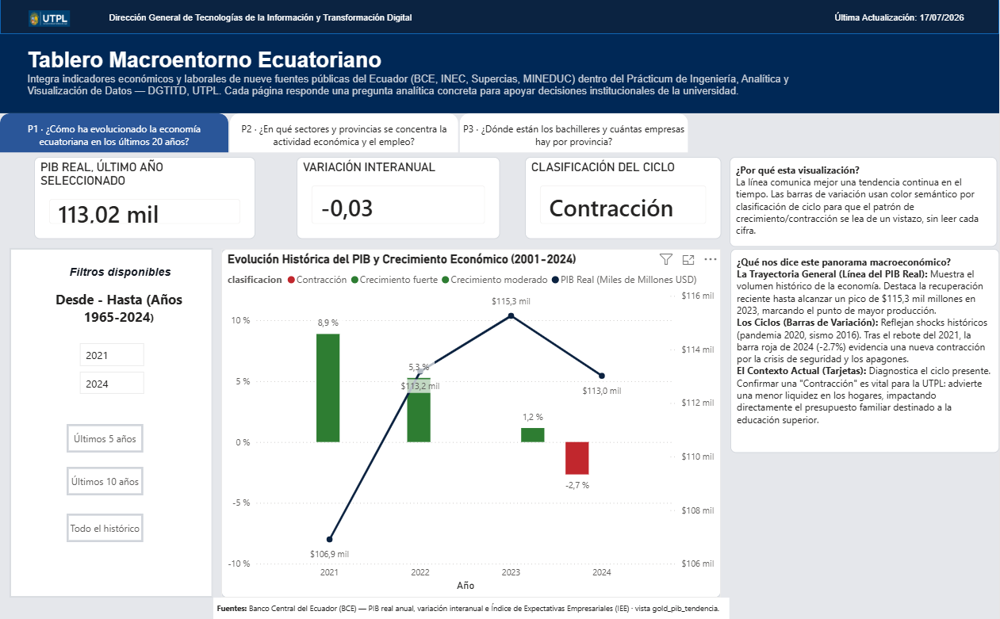 UTPL
Dirección General de Tecnologías de la Información y Transformación Digital
Última Actualización: 17/07/2026
Tablero Macroentorno Ecuatoriano
Integra indicadores económicos y laborales de nueve fuentes públicas del Ecuador (BCE, INEC, Supercias, MINEDUC) dentro del Prácticum de Ingeniería, Analítica y
Visualización de Datos — DGTITD, UTPL. Cada página responde una pregunta analítica concreta para apoyar decisiones institucionales de la universidad.
P1 · ¿Cómo ha evolucionado la economía
ecuatoriana en los últimos 20 años?
P2 · ¿En qué sectores y provincias se concentra la
actividad económica y el empleo?
P3 · ¿Dónde están los bachilleres y cuántas empresas
hay por provincia?
PIB REAL, ÚLTIMO AÑO
SELECCIONADO
113,02 mil
VARIACIÓN INTERANUAL
-0,03
CLASIFICACIÓN DEL CICLO
Contracción
¿Por qué esta visualización?
La línea comunica mejor una tendencia continua en el
tiempo. Las barras de variación usan color semántico por
clasificación de ciclo para que el patrón de
crecimiento/contracción se lea de un vistazo, sin leer cada
cifra.
Filtros disponibles
Desde - Hasta (Años
1965-2024)
2021
2024
Últimos 5 años
Últimos 10 años
Todo el histórico
Evolución Histórica del PIB y Crecimiento Económico (2001-2024)
clasificacion Contracción Crecimiento fuerte Crecimiento moderado PIB Real (Miles de Millones USD)
10 %
5 %
0 %
-5 %
-10 %
8,9 %
5,3 %
1,2 %
-2,7 %
$106,9 mil
$113,2 mil
$115,3 mil
$113,0 mil
$116 mil
$114 mil
$112 mil
$110 mil
$108 mil
$106 mil
2021 2022 2023 2024
Año
¿Qué nos dice este panorama macroeconómico?
La Trayectoria General (Línea del PIB Real): Muestra el
volumen histórico de la economía. Destaca la recuperación
reciente hasta alcanzar un pico de $115,3 mil millones en
2023, marcando el punto de mayor producción.
Los Ciclos (Barras de Variación): Reflejan shocks históricos
(pandemia 2020, sismo 2016). Tras el rebote del 2021, la
barra roja de 2024 (-2.7%) evidencia una nueva contracción
por la crisis de seguridad y los apagones.
El Contexto Actual (Tarjetas): Diagnostica el ciclo presente.
Confirmar una "Contracción" es vital para la UTPL: advierte
una menor liquidez en los hogares, impactando
directamente el presupuesto familiar destinado a la
educación superior.
Fuentes: Banco Central del Ecuador (BCE) — PIB real anual, variación interanual e Índice de Expectativas Empresariales (IEE) · vista gold_pib_tendencia.